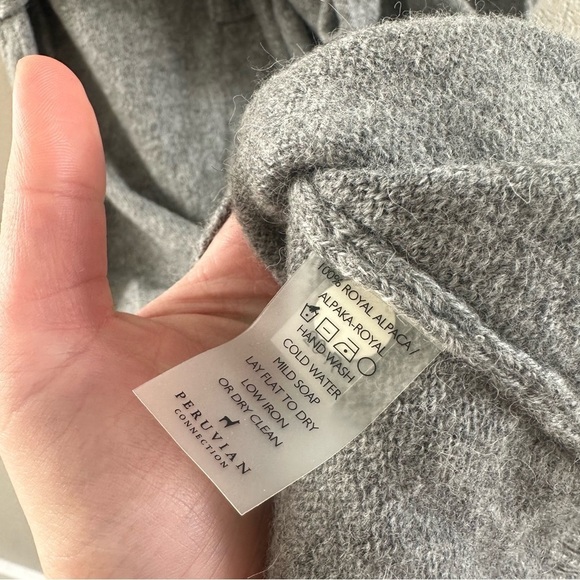 100% ROYAL ALPACA /
ALPAKA-ROYAL
HAND WASH
COLD WATER
MILD SOAP
LAY FLAT TO DRY
LOW IRON
OR DRY CLEAN
PERUVIAN
CONNECTION